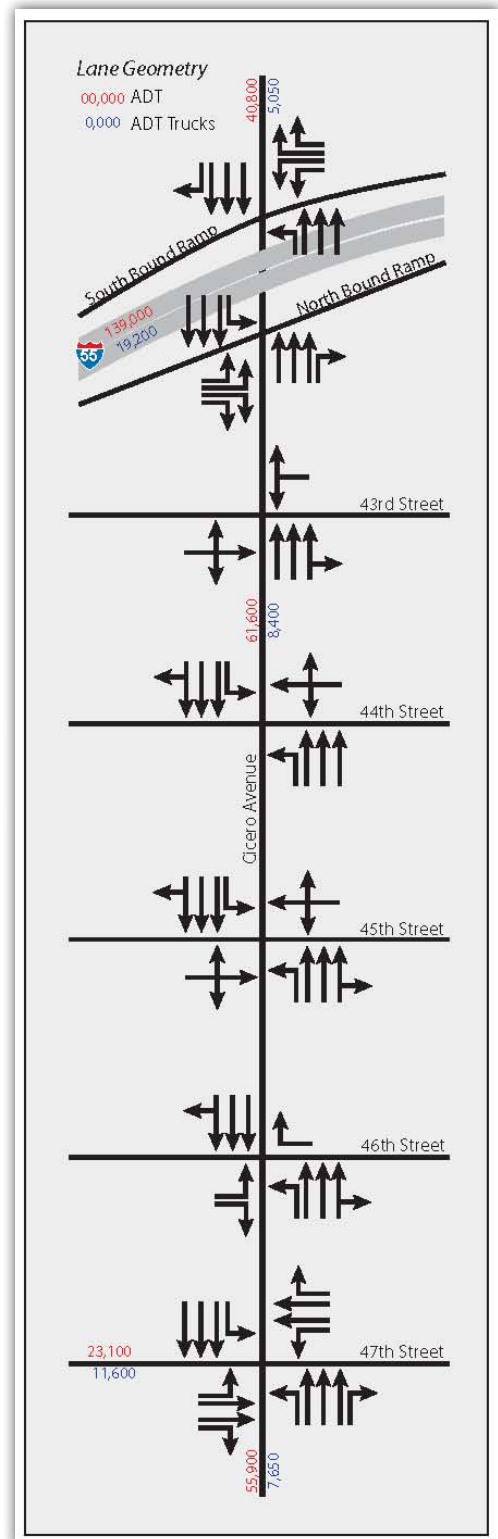 Lane Geometry
00,000 ADT
0,000 ADT Trucks
40,800
5,050
South Bound Ramp
North Bound Ramp
139,000
19,200
55
43rd Street
61,600
8,400
44th Street
Cicero Avenue
45th Street
46th Street
23,100
47th Street
11,600
55,900
7,650